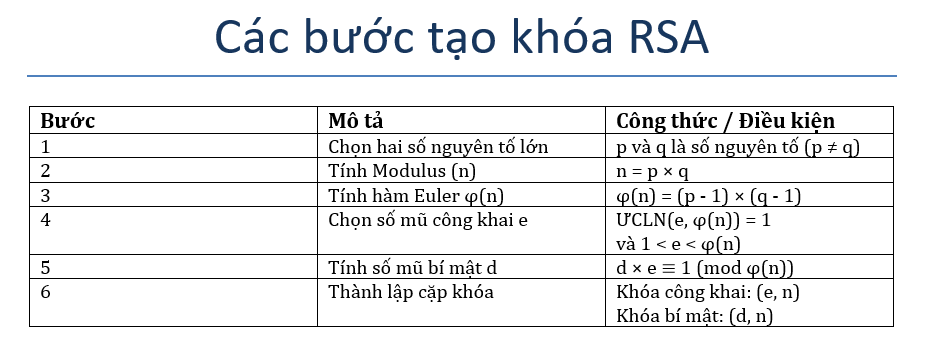 Các bước tạo khóa RSA
Bước Mô tả Công thức / Điều kiện
1 Chọn hai số nguyên tố lớn p và q là số nguyên tố (p ≠ q)
2 Tính Modulus (n) n = p × q
3 Tính hàm Euler φ(n) φ(n) = (p - 1) × (q - 1)
4 Chọn số mũ công khai e ƯCLN(e, φ(n)) = 1
và 1 < e < φ(n)
5 Tính số mũ bí mật d d × e ≡ 1 (mod φ(n))
6 Thành lập cặp khóa Khóa công khai: (e, n)
Khóa bí mật: (d, n)